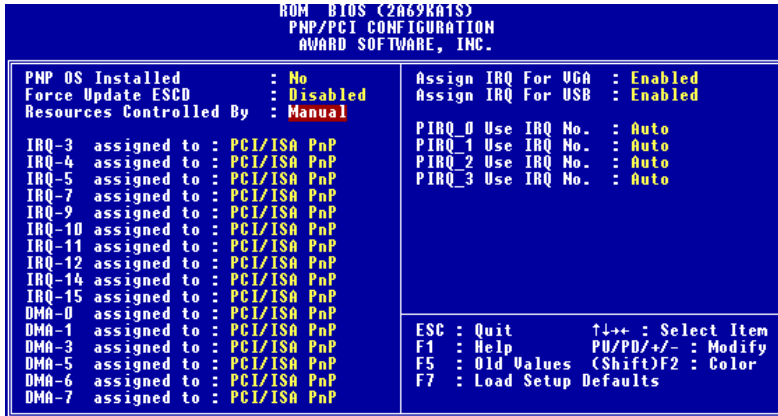 ROM BIOS (2A69KA1S)
PNP/PCI CONFIGURATION
AWARD SOFTWARE, INC.
PNP OS Installed : No
Force Update ESCD : Disabled
Resources Controlled By : Manual
IRQ-3 assigned to : PCI/ISA PnP
IRQ-4 assigned to : PCI/ISA PnP
IRQ-5 assigned to : PCI/ISA PnP
IRQ-7 assigned to : PCI/ISA PnP
IRQ-9 assigned to : PCI/ISA PnP
IRQ-10 assigned to : PCI/ISA PnP
IRQ-11 assigned to : PCI/ISA PnP
IRQ-12 assigned to : PCI/ISA PnP
IRQ-14 assigned to : PCI/ISA PnP
IRQ-15 assigned to : PCI/ISA PnP
DMA-0 assigned to : PCI/ISA PnP
DMA-1 assigned to : PCI/ISA PnP
DMA-3 assigned to : PCI/ISA PnP
DMA-5 assigned to : PCI/ISA PnP
DMA-6 assigned to : PCI/ISA PnP
DMA-7 assigned to : PCI/ISA PnP
Assign IRQ For VGA : Enabled
Assign IRQ For USB : Enabled
PIRQ_0 Use IRQ No. : Auto
PIRQ_1 Use IRQ No. : Auto
PIRQ_2 Use IRQ No. : Auto
PIRQ_3 Use IRQ No. : Auto
ESC : Quit ↑↓→← : Select Item
F1 : Help PU/PD/+/- : Modify
F5 : Old Values (Shift)F2 : Color
F7 : Load Setup Defaults